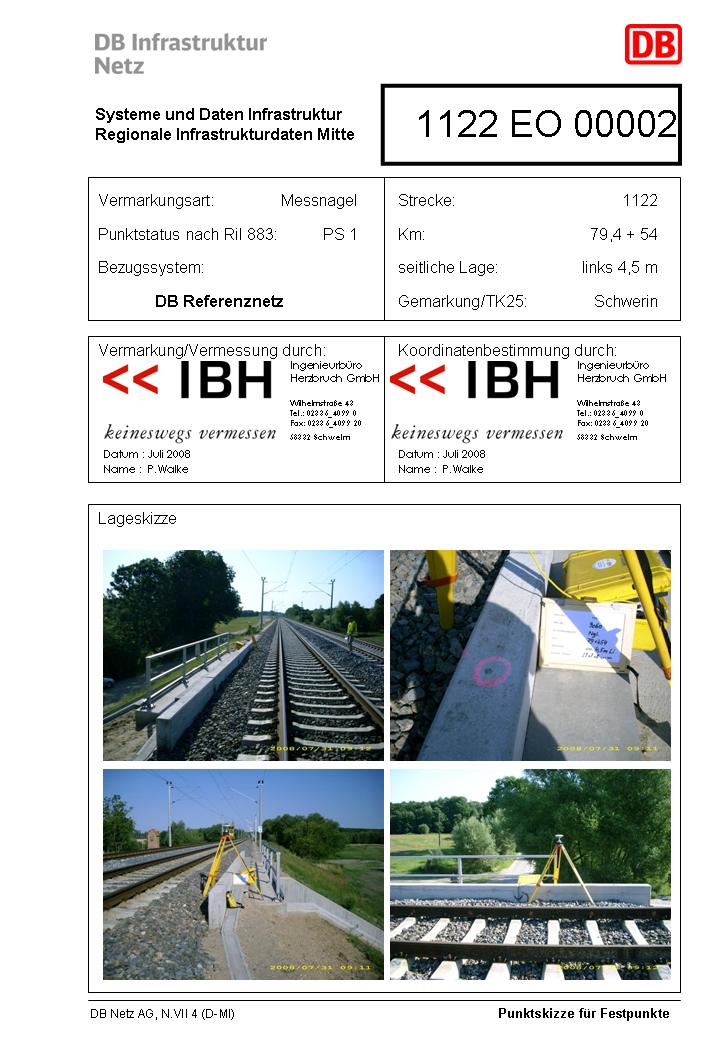 DB Infrastruktur
Netz
DB
Systeme und Daten Infrastruktur
Regionale Infrastrukturdaten Mitte
1122 EO 00002
Vermarkungsart: Messnagel
Punktstatus nach Ril 883: PS 1
Bezugssystem:
DB Referenznetz
Strecke: 1122
Km: 79,4 + 54
seitliche Lage: links 4,5 m
Gemarkung/TK25: Schwerin
Vermarkung/Vermessung durch:
<< IBH
Ingenieurbüro
Herzbruch GmbH
Wilhelmstraße 43
Tel.: 02336_4099 0
Fax: 02336_4099 20
58332 Schwelm
keineswegs vermessen
Datum : Juli 2008
Name : P.Walke
Koordinatenbestimmung durch:
<< IBH
Ingenieurbüro
Herzbruch GmbH
Wilhelmstraße 43
Tel.: 02336_4099 0
Fax: 02336_4099 20
58332 Schwelm
keineswegs vermessen
Datum : Juli 2008
Name : P.Walke
Lageskizze
2008/07/31 09:12
2008/07/31 09:11
9060
Ngl.
2008/07/31 09:11
09:12
DB Netz AG, N.VII 4 (D-MI)
Punktskizze für Festpunkte